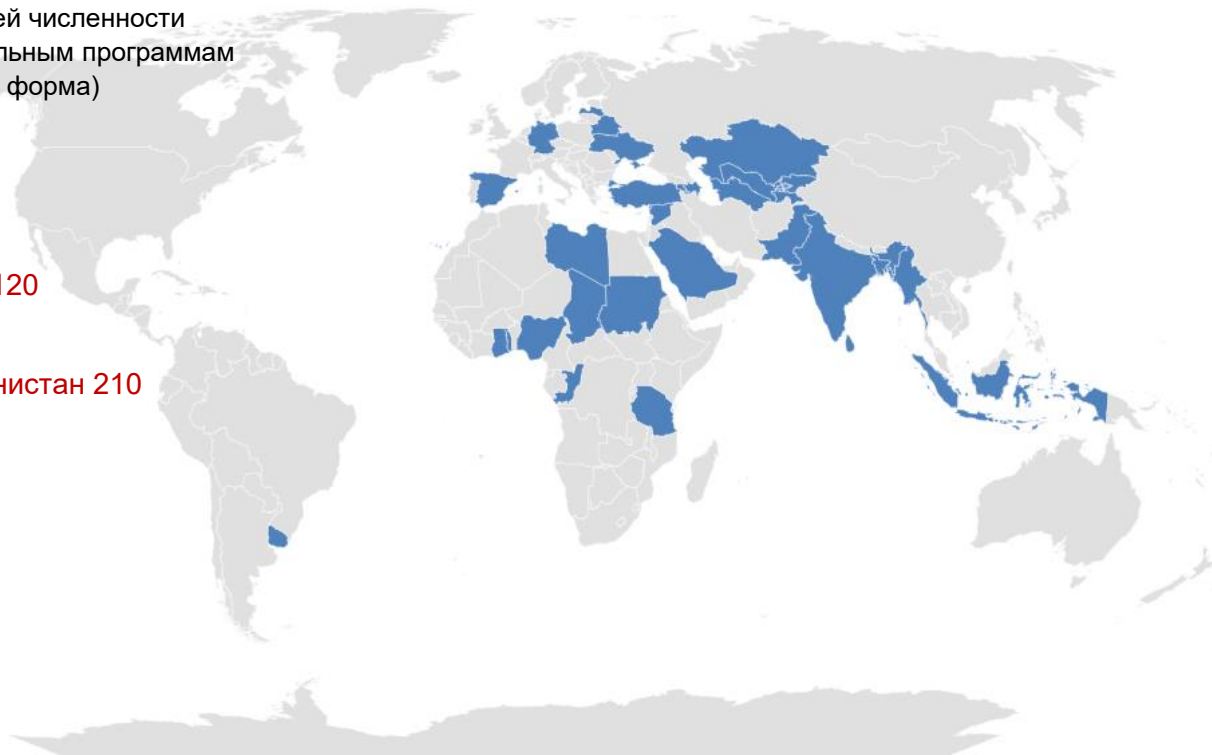 ей численности
льным программам
форма)
120
нистан 210